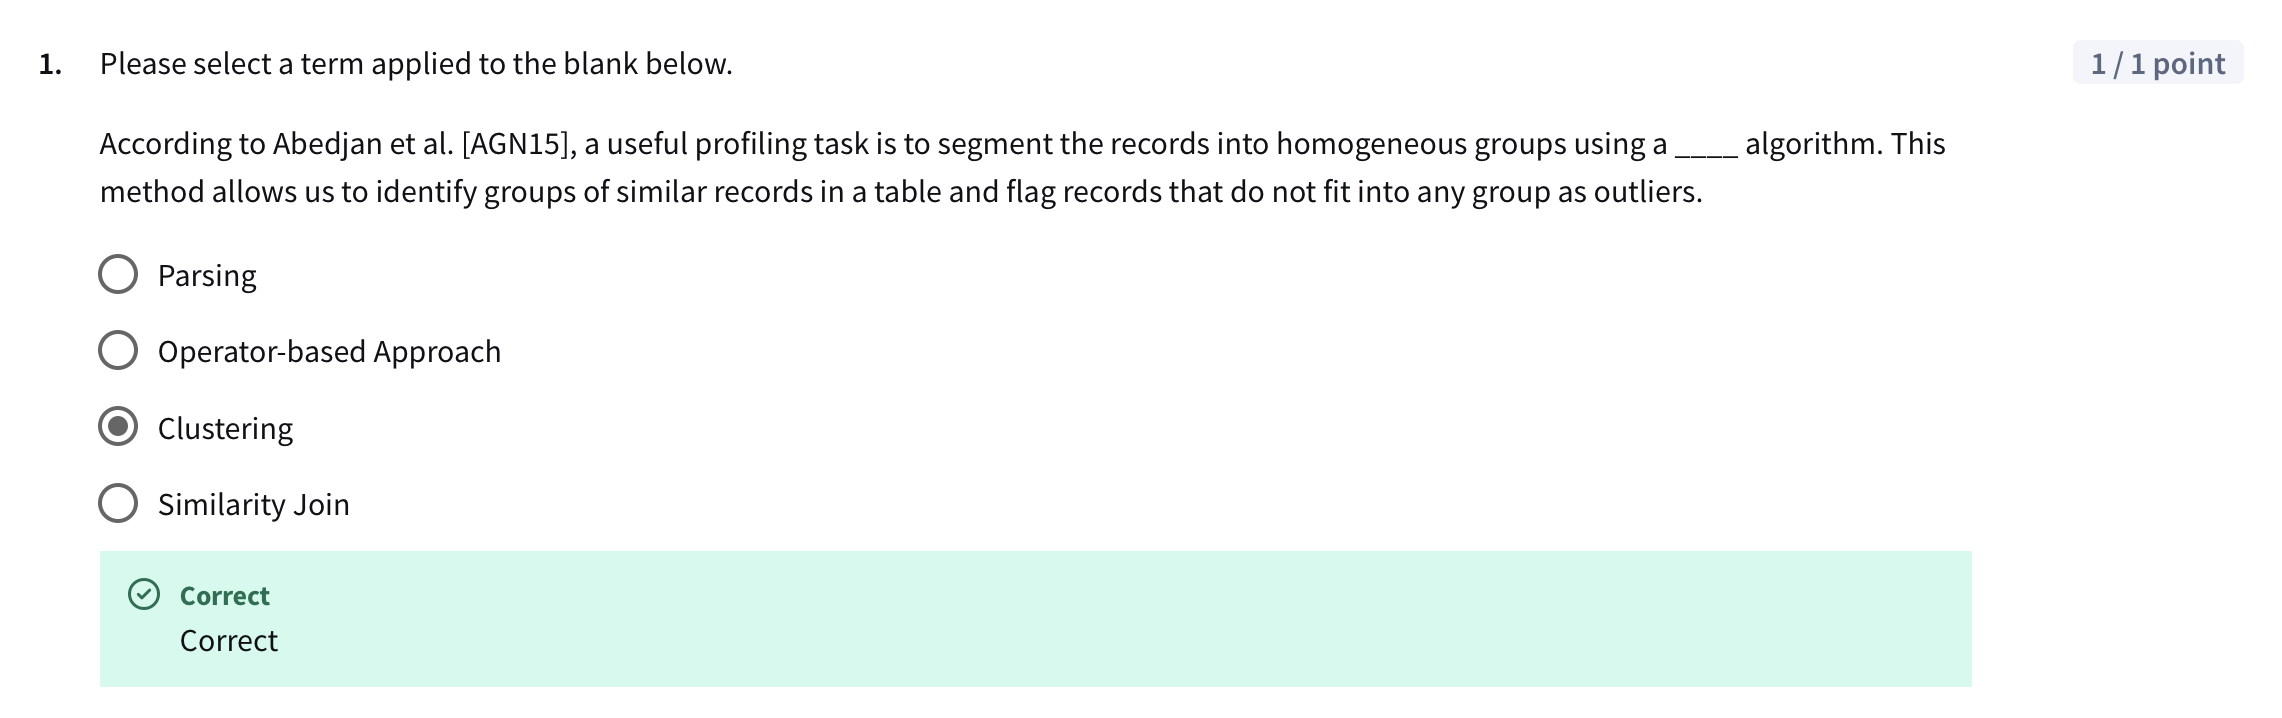 1. Please select a term applied to the blank below.
1 / 1 point
According to Abedjan et al. [AGN15], a useful profiling task is to segment the records into homogeneous groups using a ____ algorithm. This
method allows us to identify groups of similar records in a table and flag records that do not fit into any group as outliers.
Parsing
Operator-based Approach
Clustering
Similarity Join
Correct
Correct